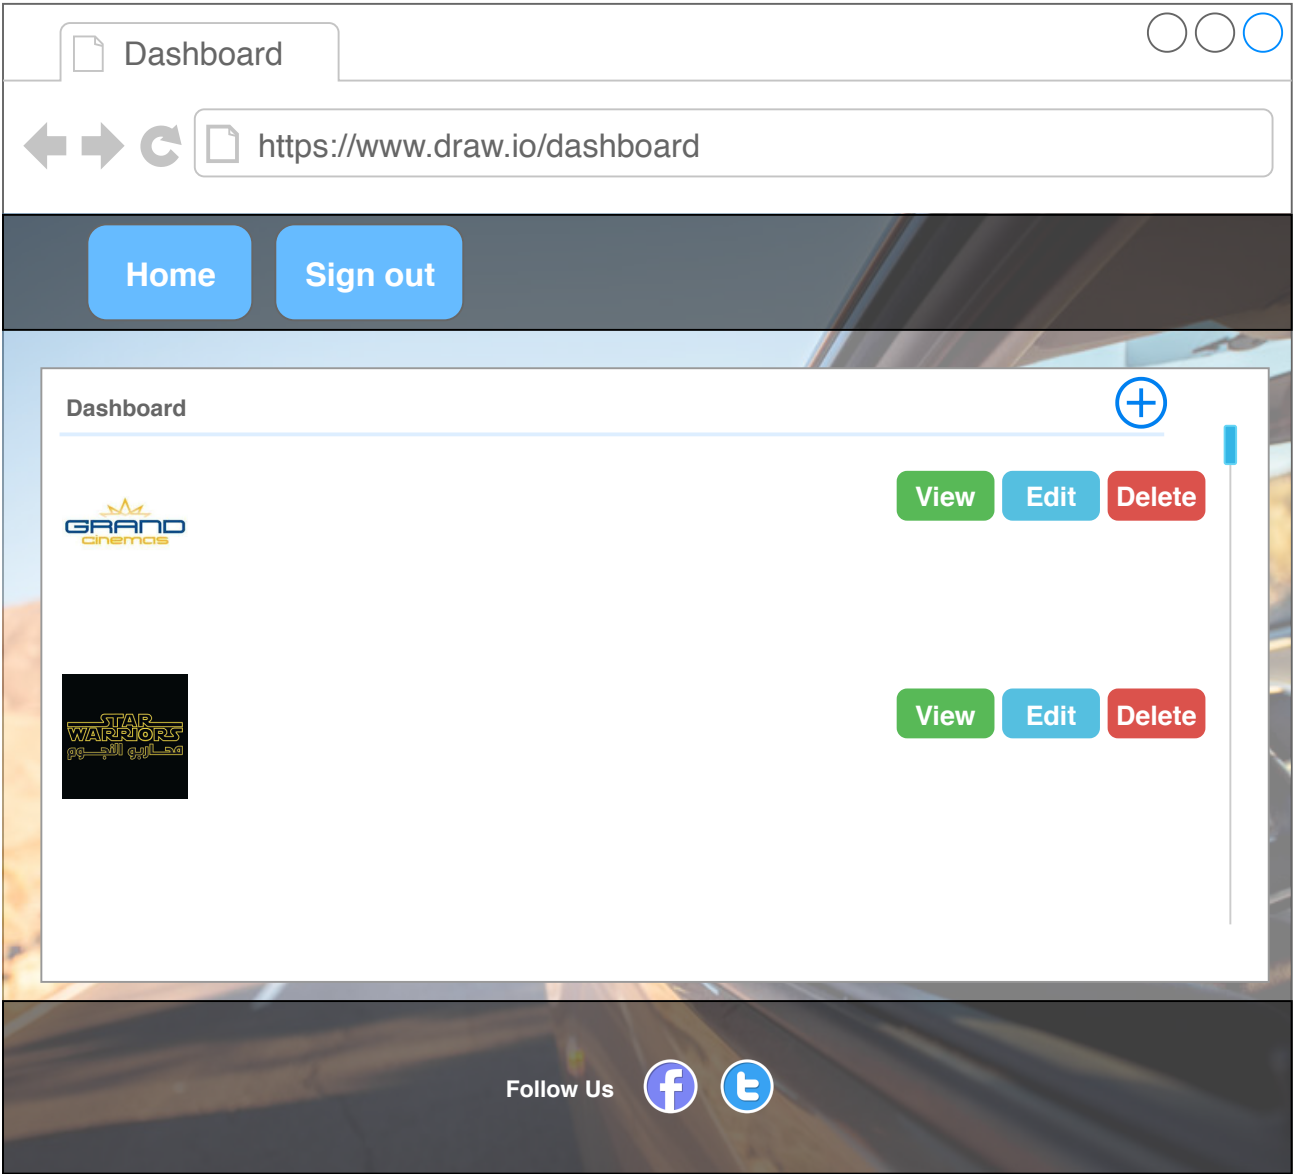 Dashboard
https://www.draw.io/dashboard
Home
Sign out
Dashboard
GRAND
cinemas
View
Edit
Delete
STAR
WARRIORS
محاربو النجوم
View
Edit
Delete
Follow Us